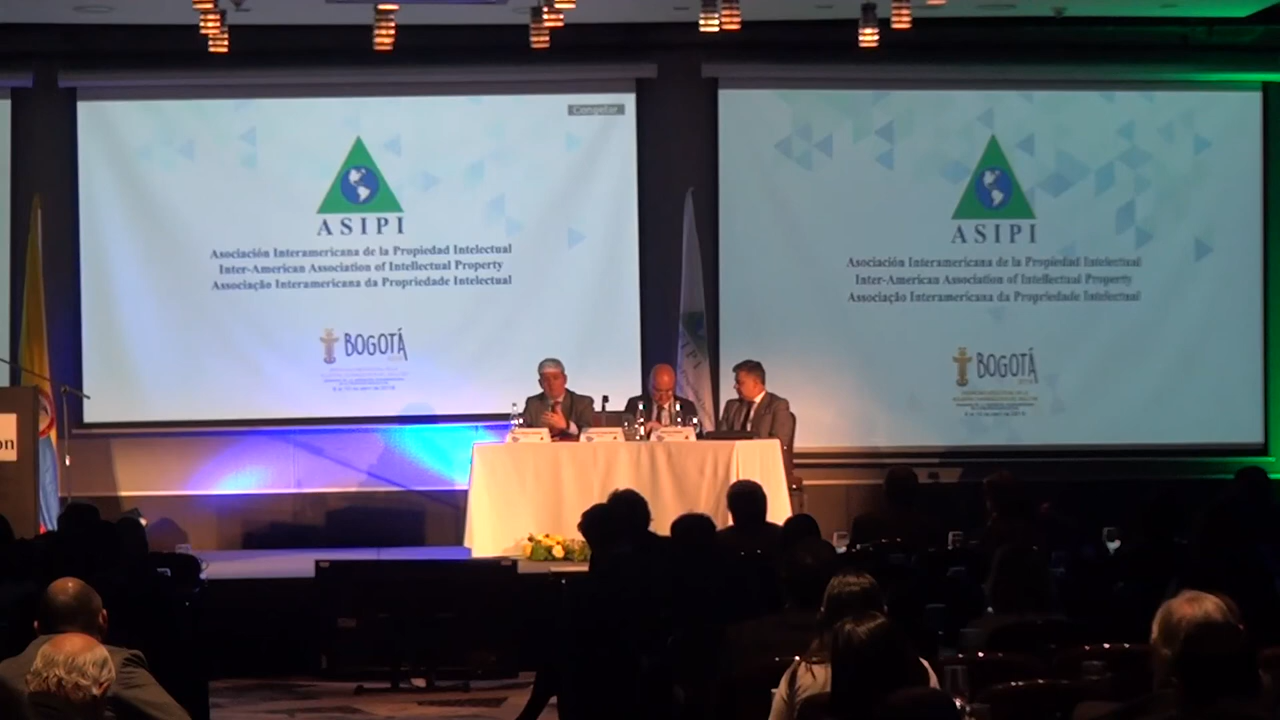 Congelar
ASIPI
Asociación Interamericana de la Propiedad Intelectual
Inter-American Association of Intellectual Property
Associação Interamericana da Propriedade Intelectual
BOGOTÁ
ASIPI
Asociación Interamericana de la Propiedad Intelectual
Inter-American Association of Intellectual Property
Associação Interamericana da Propriedade Intelectual
BOGOTÁ
ASIPI
on